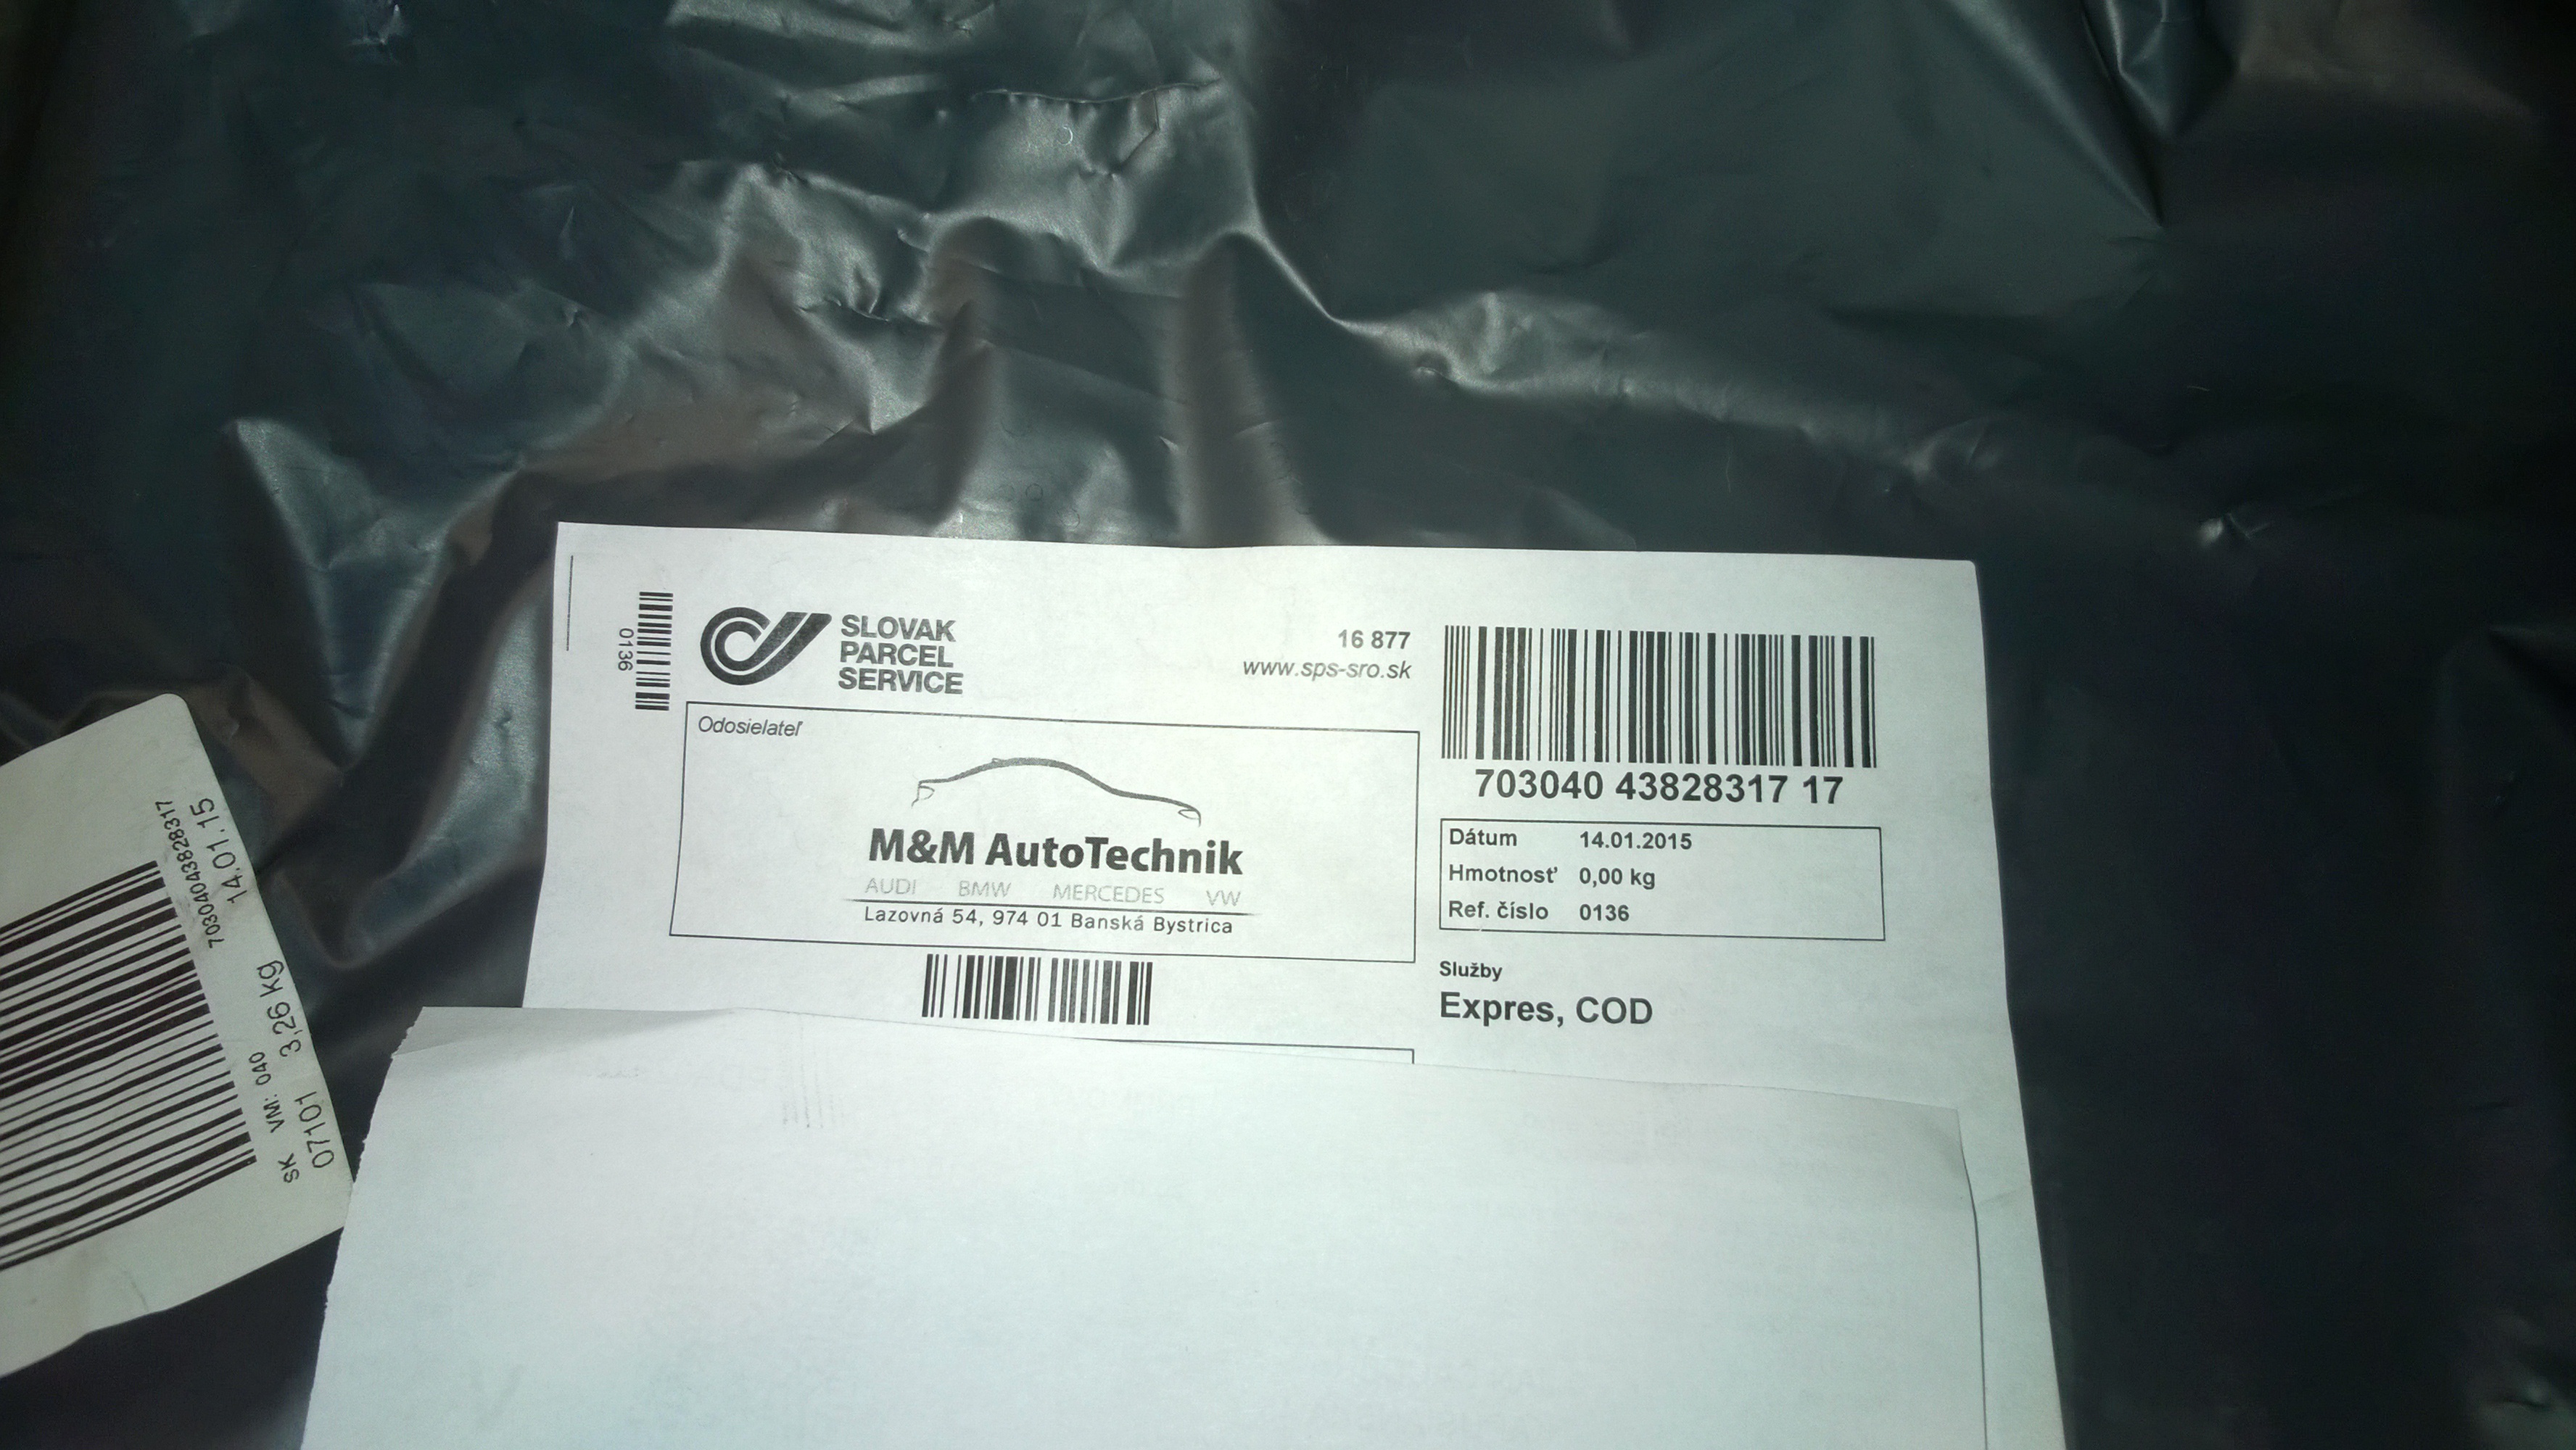 0136
SLOVAK
PARCEL
SERVICE
16 877
www.sps-sro.sk
703040 43828317 17
Odosielateľ
M&M AutoTechnik
AUDI BMW MERCEDES VW
Lazovná 54, 974 01 Banská Bystrica
Dátum 14.01.2015
Hmotnosť 0,00 kg
Ref. číslo 0136
Služby
Expres, COD
7030404382831​7
14.01.15
SK VM: 040
07101 3,26 kg